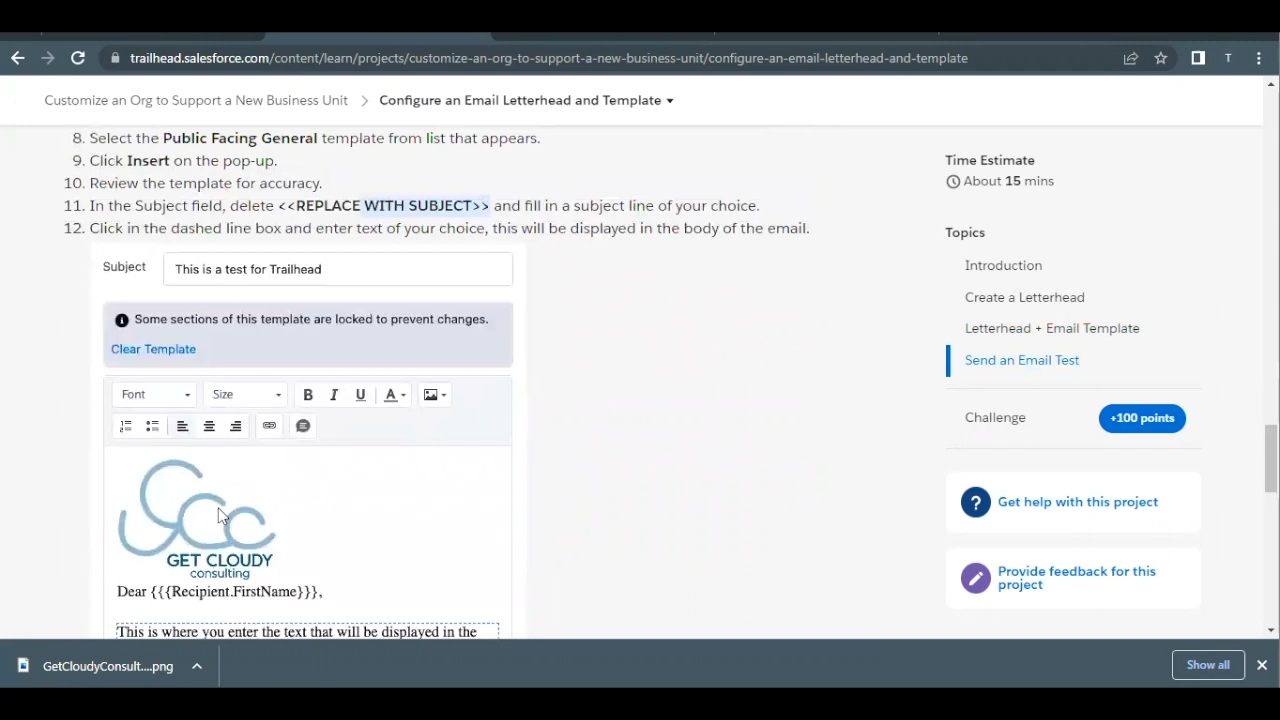 trailhead.salesforce.com/content/learn/projects/customize-an-org-to-support-a-new-business-unit/configure-an-email-letterhead-and-template
T
Customize an Org to Support a New Business Unit > Configure an Email Letterhead and Template
8. Select the Public Facing General template from list that appears.
9. Click Insert on the pop-up.
10. Review the template for accuracy.
11. In the Subject field, delete <<REPLACE WITH SUBJECT>> and fill in a subject line of your choice.
12. Click in the dashed line box and enter text of your choice, this will be displayed in the body of the email.
Subject
This is a test for Trailhead
Some sections of this template are locked to prevent changes.
Clear Template
Font Size B I U A
GET CLOUDY
consulting
Dear {{{Recipient.FirstName}}},
This is where you enter the text that will be displayed in the
Time Estimate
About 15 mins
Topics
Introduction
Create a Letterhead
Letterhead + Email Template
Send an Email Test
Challenge +100 points
? Get help with this project
Provide feedback for this
project
GetCloudyConsult....png
Show all